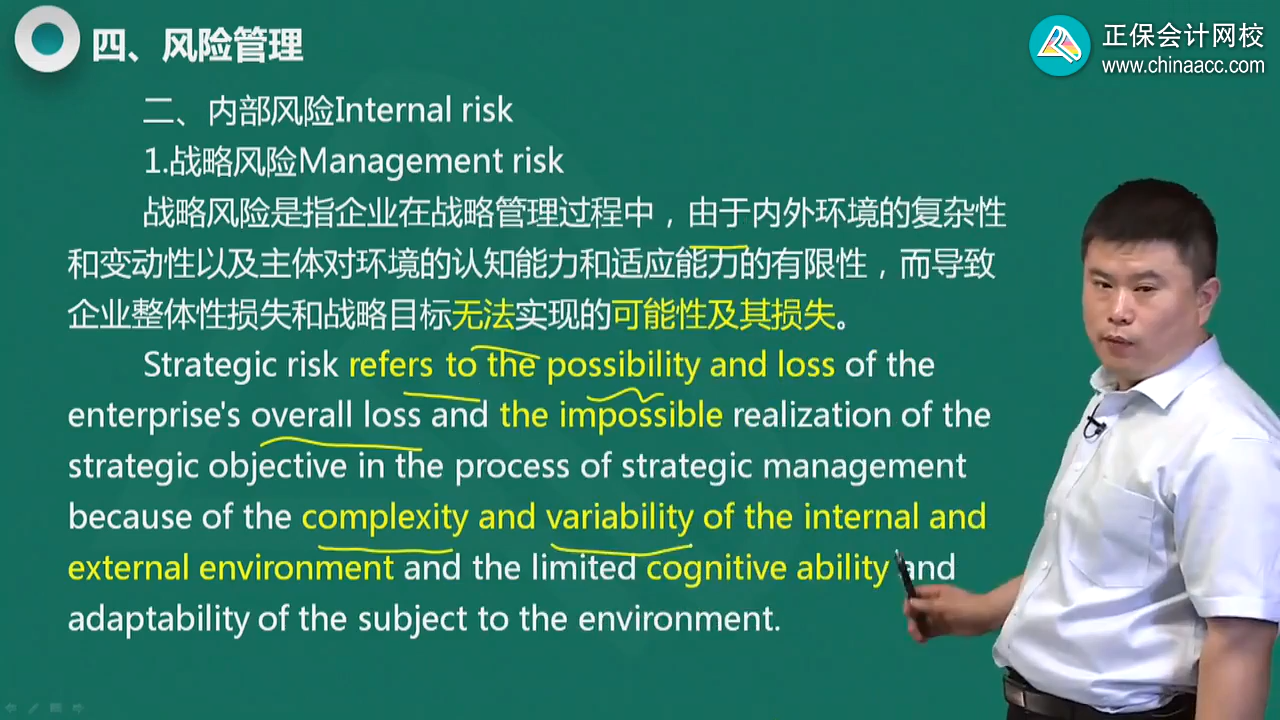 四、风险管理
正保会计网校
www.chinaacc.com
二、内部风险Internal risk
1.战略风险Management risk
战略风险是指企业在战略管理过程中，由于内外环境的复杂性
和变动性以及主体对环境的认知能力和适应能力的有限性，而导致
企业整体性损失和战略目标无法实现的可能性及其损失。
Strategic risk refers to the possibility and loss of the
enterprise's overall loss and the impossible realization of the
strategic objective in the process of strategic management
because of the complexity and variability of the internal and
external environment and the limited cognitive ability and
adaptability of the subject to the environment.